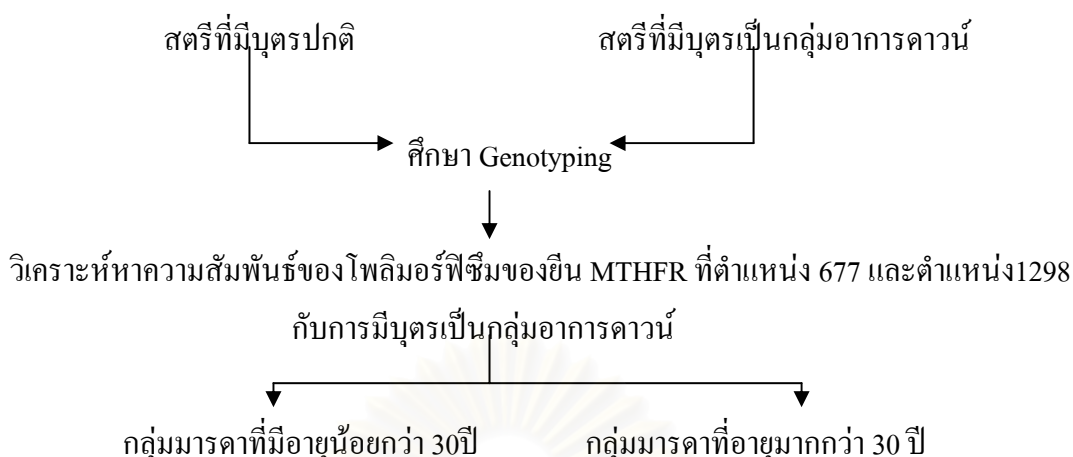 สตรีที่มีบุตรปกติ สตรีที่มีบุตรเป็นกลุ่มอาการดาวน์
ศึกษา Genotyping
วิเคราะห์หาความสัมพันธ์ของโพลิมอร์ฟิซึมของยีน MTHFR ที่ตำแหน่ง 677 และตำแหน่ง1298
กับการมีบุตรเป็นกลุ่มอาการดาวน์
กลุ่มมารดาที่มีอายุน้อยกว่า 30ปี กลุ่มมารดาที่อายุมากกว่า 30 ปี